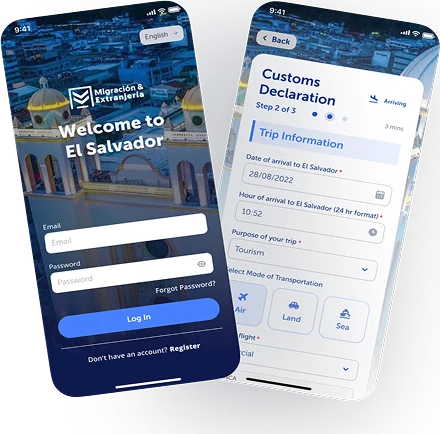 9:41
English
Migración &
Extranjería
Welcome to
El Salvador
Email
Email
Password
Password
Forgot Password?
Log In
Don't have an account? Register
9:41
Back
Customs
Declaration
Arriving
Step 2 of 3
3 mins
Trip Information
Date of arrival to El Salvador *
28/08/2022
Hour of arrival to El Salvador (24 hr format) *
10:52
Purpose of your trip *
Tourism
Select Mode of Transportation
Air
Land
Sea
flight *
cial